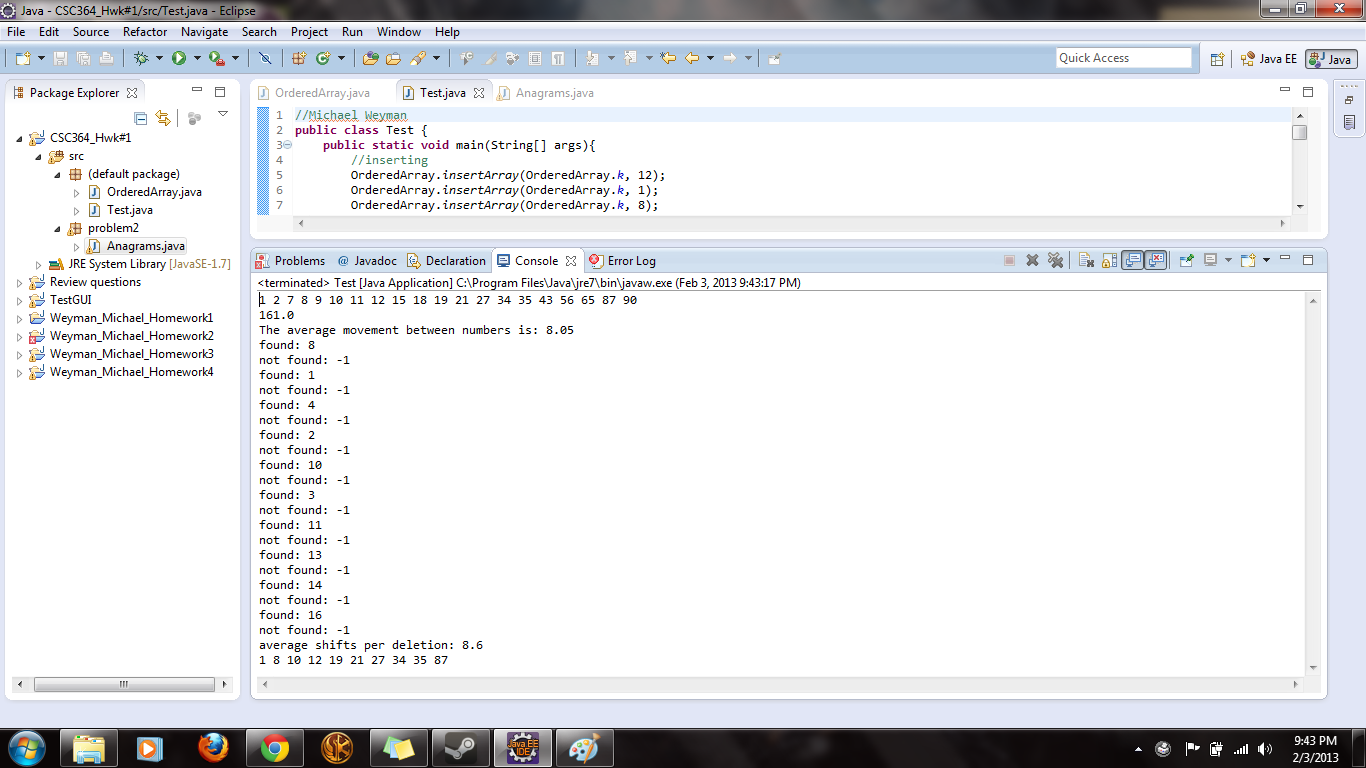 Java - CSC364_Hwk#1/src/Test.java - Eclipse
File Edit Source Refactor Navigate Search Project Run Window Help
Quick Access
Java EE
Java
Package Explorer
CSC364_Hwk#1
src
(default package)
OrderedArray.java
Test.java
problem2
Anagrams.java
JRE System Library [JavaSE-1.7]
Review questions
TestGUI
Weyman_Michael_Homework1
Weyman_Michael_Homework2
Weyman_Michael_Homework3
Weyman_Michael_Homework4
OrderedArray.java Test.java Anagrams.java
1 //Michael Weyman
2 public class Test {
3 public static void main(String[] args){
4 //inserting
5 OrderedArray.insertArray(OrderedArray.k, 12);
6 OrderedArray.insertArray(OrderedArray.k, 1);
7 OrderedArray.insertArray(OrderedArray.k, 8);
Problems @ Javadoc Declaration Console Error Log
<terminated> Test [Java Application] C:\Program Files\Java\jre7\bin\javaw.exe (Feb 3, 2013 9:43:17 PM)
1 2 7 8 9 10 11 12 15 18 19 21 27 34 35 43 56 65 87 90
161.0
The average movement between numbers is: 8.05
found: 8
not found: -1
found: 1
not found: -1
found: 4
not found: -1
found: 2
not found: -1
found: 10
not found: -1
found: 3
not found: -1
found: 11
not found: -1
found: 13
not found: -1
found: 14
not found: -1
found: 16
not found: -1
average shifts per deletion: 8.6
1 8 10 12 19 21 27 34 35 87
Java EE
IDE
9:43 PM
2/3/2013